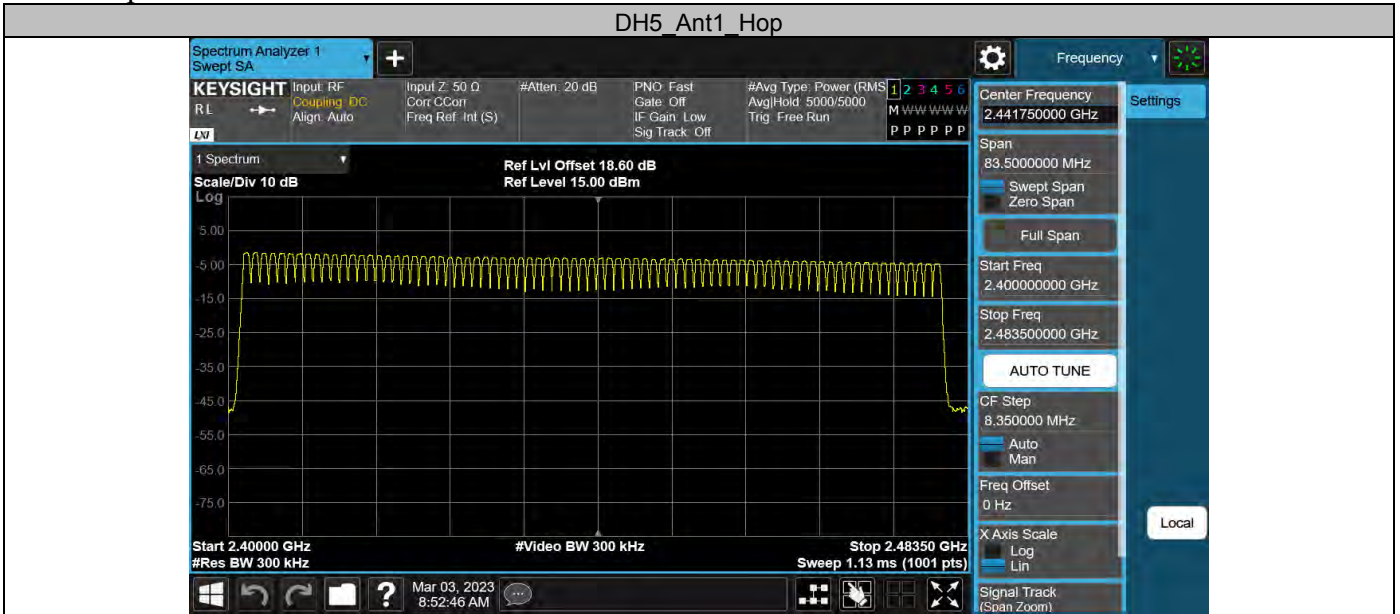 DH5_Ant1_Hop
Spectrum Analyzer 1
Swept SA
Frequency
KEYSIGHT
RL
LXI
Input: RF
Coupling: DC
Align: Auto
Input Z: 50 Ω
Corr CCorr
Freq Ref: Int (S)
#Atten: 20 dB
PNO: Fast
Gate: Off
IF Gain: Low
Sig Track: Off
#Avg Type: Power (RMS
Avg|Hold: 5000/5000
Trig: Free Run
1 2 3 4 5 6
M W W W W W
P P P P P P
1 Spectrum
Scale/Div 10 dB
Ref Lvl Offset 18.60 dB
Ref Level 15.00 dBm
Log
5.00
-5.00
-15.0
-25.0
-35.0
-45.0
-55.0
-65.0
-75.0
Start 2.40000 GHz
#Res BW 300 kHz
#Video BW 300 kHz
Stop 2.48350 GHz
Sweep 1.13 ms (1001 pts)
Mar 03, 2023
8:52:46 AM
Center Frequency
2.441750000 GHz
Settings
Span
83.5000000 MHz
Swept Span
Zero Span
Full Span
Start Freq
2.400000000 GHz
Stop Freq
2.483500000 GHz
AUTO TUNE
CF Step
8.350000 MHz
Auto
Man
Freq Offset
0 Hz
X Axis Scale
Log
Lin
Local
Signal Track
(Span Zoom)